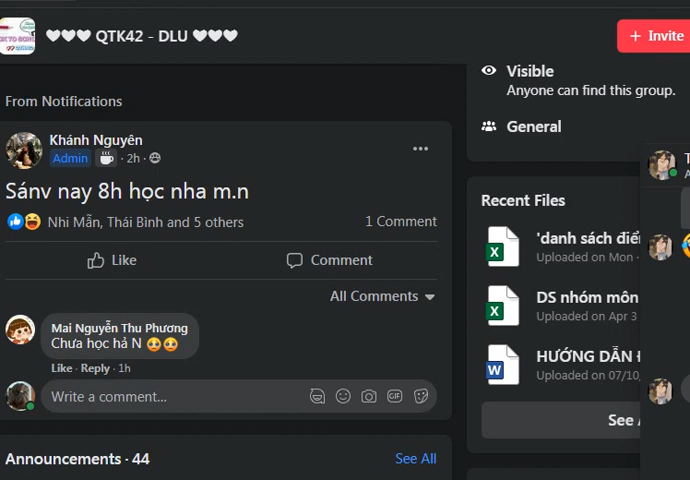 QTK42 - DLU
Invite
Visible
Anyone can find this group.
General
From Notifications
Khánh Nguyên
Admin · 2h ·
Sánv nay 8h học nha m.n
Nhi Mẫn, Thái Bình and 5 others
1 Comment
Like
Comment
All Comments
Mai Nguyễn Thu Phương
Chưa học hả N 🥺🥺
Like · Reply · 1h
Write a comment...
GIF
Announcements · 44
See All
Recent Files
X
'danh sách điể
Uploaded on Mon ·
X
DS nhóm môn
Uploaded on Apr 3
W
HƯỚNG DẪN
Uploaded on 07/10,
See